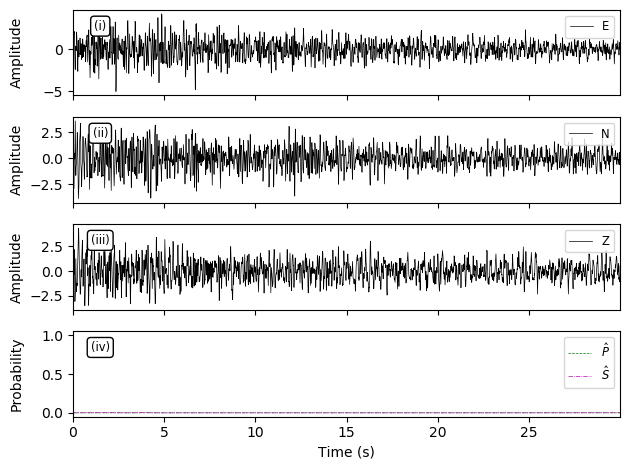 (i)
E
Amplitude
0
−5
(ii)
N
Amplitude
2.5
0.0
−2.5
(iii)
Z
Amplitude
2.5
0.0
−2.5
(iv)
P̂
Ŝ
Probability
1.0
0.5
0.0
0 5 10 15 20 25
Time (s)